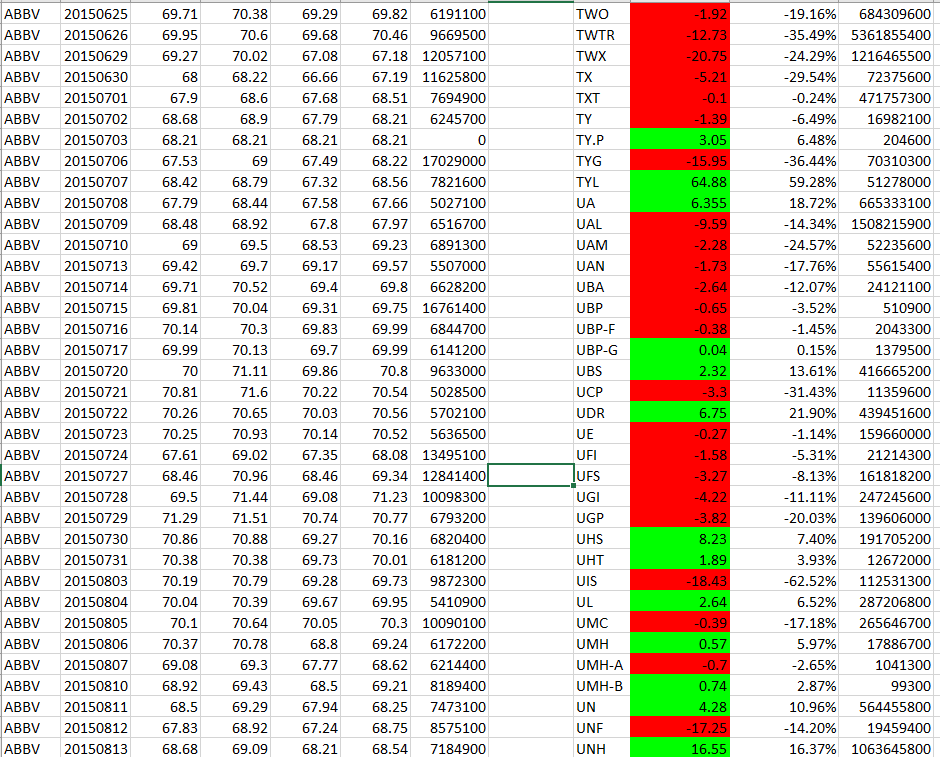 ABBV 20150625 69.71 70.38 69.29 69.82 6191100 TWO -1.92 -19.16% 684309600
ABBV 20150626 69.95 70.6 69.68 70.46 9669500 TWTR -12.73 -35.49% 5361855400
ABBV 20150629 69.27 70.02 67.08 67.18 12057100 TWX -20.75 -24.29% 1216465500
ABBV 20150630 68 68.22 66.66 67.19 11625800 TX -5.21 -29.54% 72375600
ABBV 20150701 67.9 68.6 67.68 68.51 7694900 TXT -0.1 -0.24% 471757300
ABBV 20150702 68.68 68.9 67.79 68.21 6245700 TY -1.39 -6.49% 16982100
ABBV 20150703 68.21 68.21 68.21 68.21 0 TY.P 3.05 6.48% 204600
ABBV 20150706 67.53 69 67.49 68.22 17029000 TYG -15.95 -36.44% 70310300
ABBV 20150707 68.42 68.79 67.32 68.56 7821600 TYL 64.88 59.28% 51278000
ABBV 20150708 67.79 68.44 67.58 67.66 5027100 UA 6.355 18.72% 665333100
ABBV 20150709 68.48 68.92 67.8 67.97 6516700 UAL -9.59 -14.34% 1508215900
ABBV 20150710 69 69.5 68.53 69.23 6891300 UAM -2.28 -24.57% 52235600
ABBV 20150713 69.42 69.7 69.17 69.57 5507000 UAN -1.73 -17.76% 55615400
ABBV 20150714 69.71 70.52 69.4 69.8 6628200 UBA -2.64 -12.07% 24121100
ABBV 20150715 69.81 70.04 69.31 69.75 16761400 UBP -0.65 -3.52% 510900
ABBV 20150716 70.14 70.3 69.83 69.99 6844700 UBP-F -0.38 -1.45% 2043300
ABBV 20150717 69.99 70.13 69.7 69.99 6141200 UBP-G 0.04 0.15% 1379500
ABBV 20150720 70 71.11 69.86 70.8 9633000 UBS 2.32 13.61% 416665200
ABBV 20150721 70.81 71.6 70.22 70.54 5028500 UCP -3.3 -31.43% 11359600
ABBV 20150722 70.26 70.65 70.03 70.56 5702100 UDR 6.75 21.90% 439451600
ABBV 20150723 70.25 70.93 70.14 70.52 5636500 UE -0.27 -1.14% 159660000
ABBV 20150724 67.61 69.02 67.35 68.08 13495100 UFI -1.58 -5.31% 21214300
ABBV 20150727 68.46 70.96 68.46 69.34 12841400 UFS -3.27 -8.13% 161818200
ABBV 20150728 69.5 71.44 69.08 71.23 10098300 UGI -4.22 -11.11% 247245600
ABBV 20150729 71.29 71.51 70.74 70.77 6793200 UGP -3.82 -20.03% 139606000
ABBV 20150730 70.86 70.88 69.27 70.16 6820400 UHS 8.23 7.40% 191705200
ABBV 20150731 70.38 70.38 69.73 70.01 6181200 UHT 1.89 3.93% 12672000
ABBV 20150803 70.19 70.79 69.28 69.73 9872300 UIS -18.43 -62.52% 112531300
ABBV 20150804 70.04 70.39 69.67 69.95 5410900 UL 2.64 6.52% 287206800
ABBV 20150805 70.1 70.64 70.05 70.3 10090100 UMC -0.39 -17.18% 265646700
ABBV 20150806 70.37 70.78 68.8 69.24 6172200 UMH 0.57 5.97% 17886700
ABBV 20150807 69.08 69.3 67.77 68.62 6214400 UMH-A -0.7 -2.65% 1041300
ABBV 20150810 68.92 69.43 68.5 69.21 8189400 UMH-B 0.74 2.87% 99300
ABBV 20150811 68.5 69.29 67.94 68.25 7473100 UN 4.28 10.96% 564455800
ABBV 20150812 67.83 68.92 67.24 68.75 8575100 UNF -17.25 -14.20% 19459400
ABBV 20150813 68.68 69.09 68.21 68.54 7184900 UNH 16.55 16.37% 1063645800